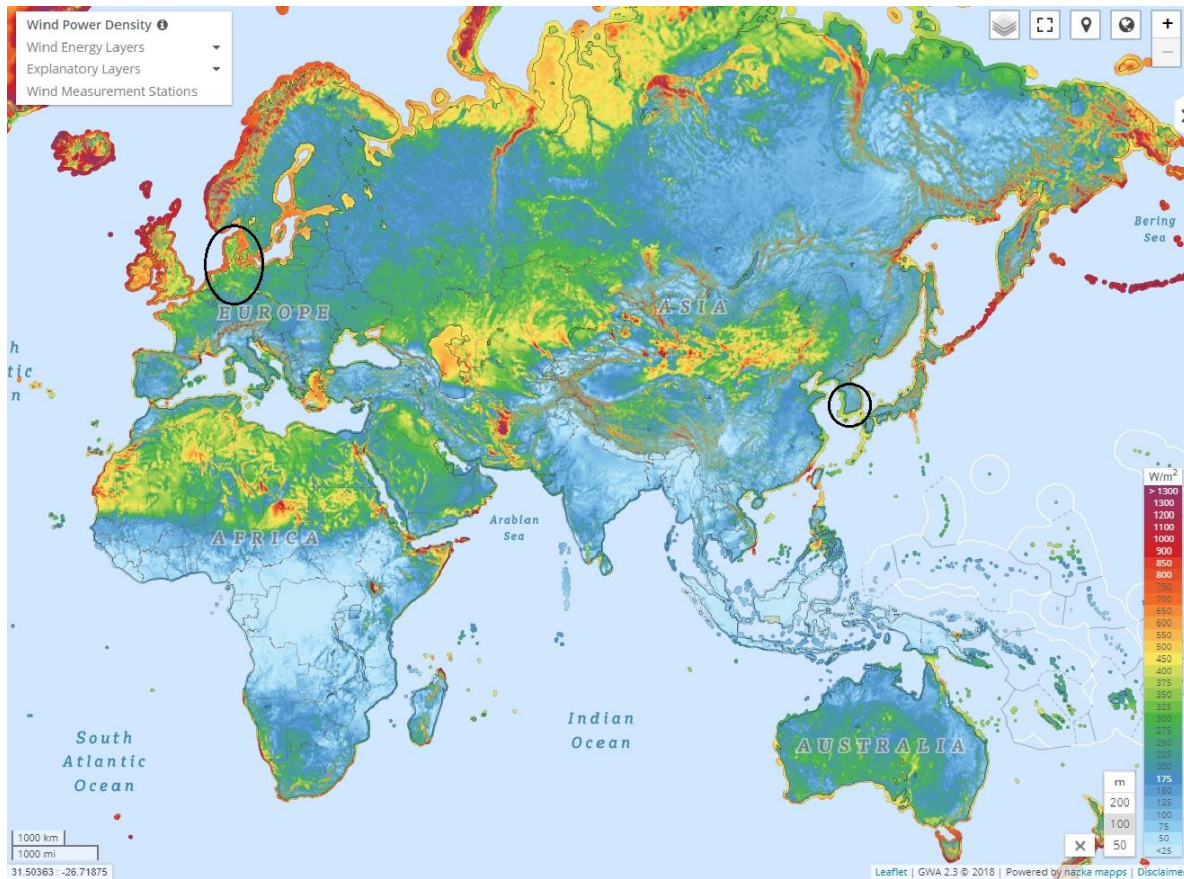 Wind Power Density
Wind Energy Layers
Explanatory Layers
Wind Measurement Stations
+
−
Bering
Sea
EUROPE
ASIA
h
tic
n
W/m²
> 1300
1300
1200
1100
1000
900
850
800
750
700
650
600
550
500
450
400
375
350
325
300
275
250
225
200
175
150
125
100
75
50
<25
Arabian
Sea
AFRICA
Indian
Ocean
South
Atlantic
Ocean
AUSTRALIA
m
200
100
50
1000 km
1000 mi
31.50363 : -26.71875
Leaflet | GWA 2.3 © 2018 | Powered by nazka mapps | Disclaimer